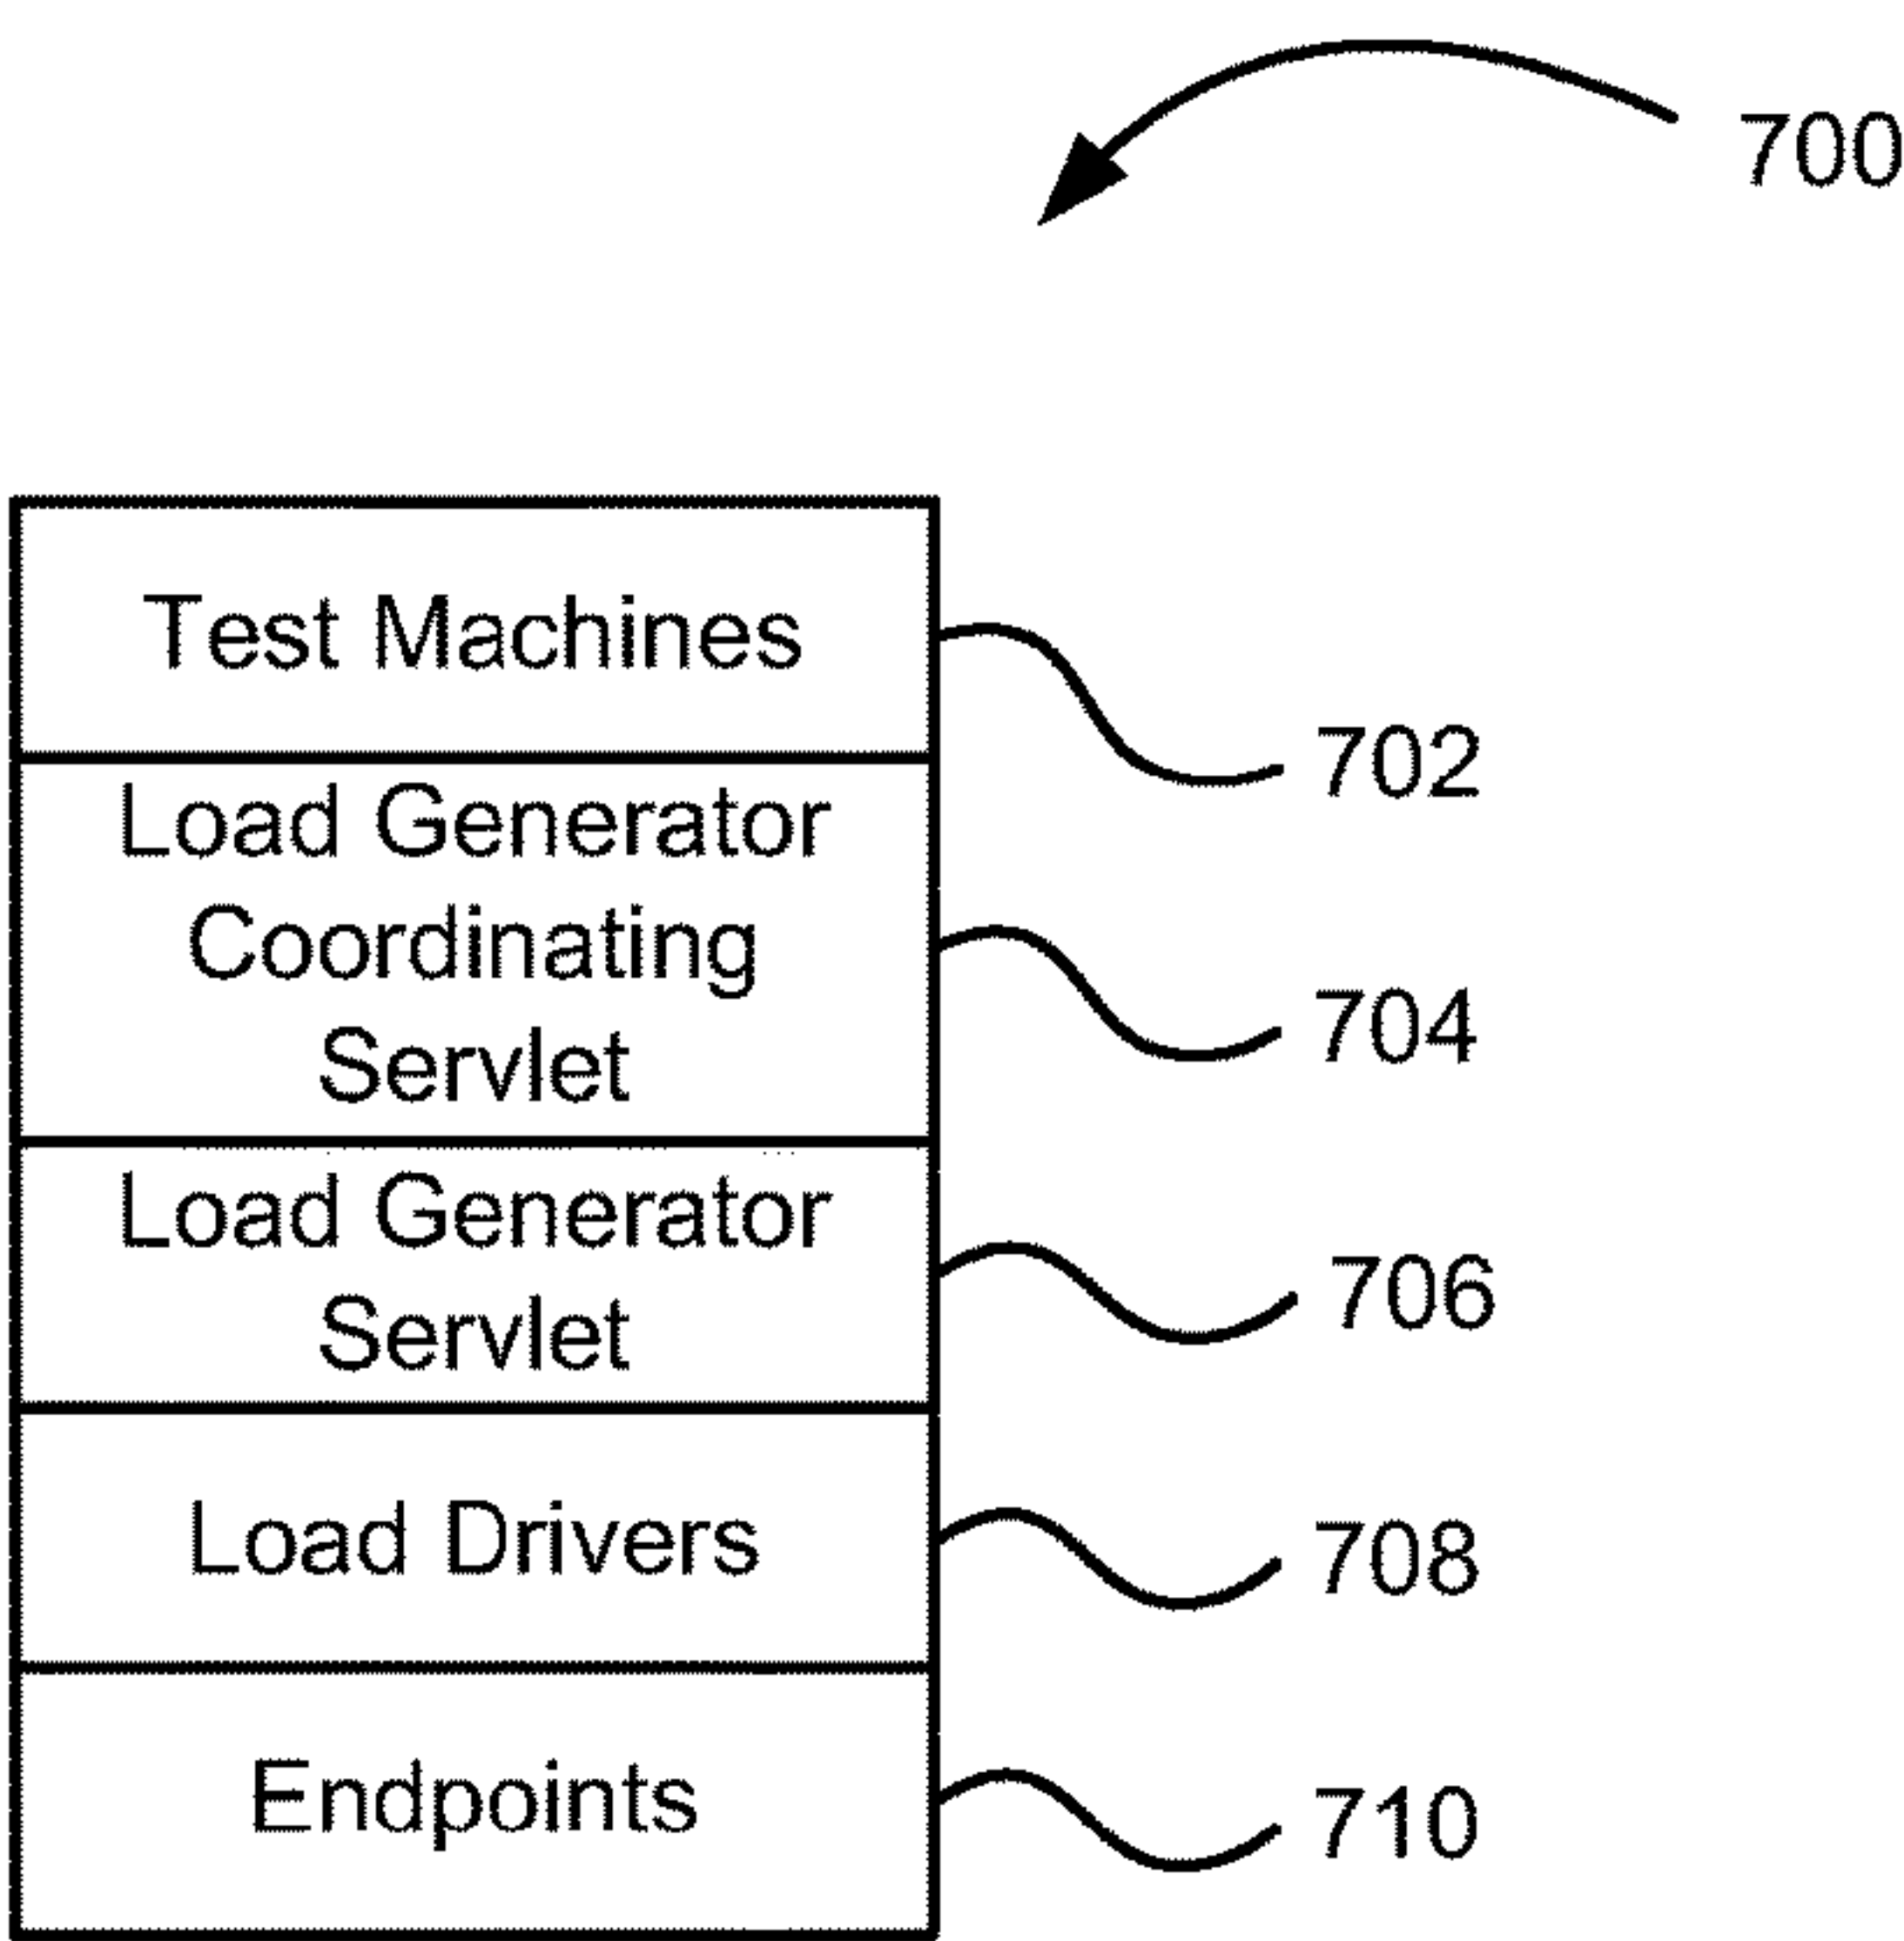 700
Test Machines
702
Load Generator
Coordinating
Servlet
704
Load Generator
Servlet
706
Load Drivers
708
Endpoints
710